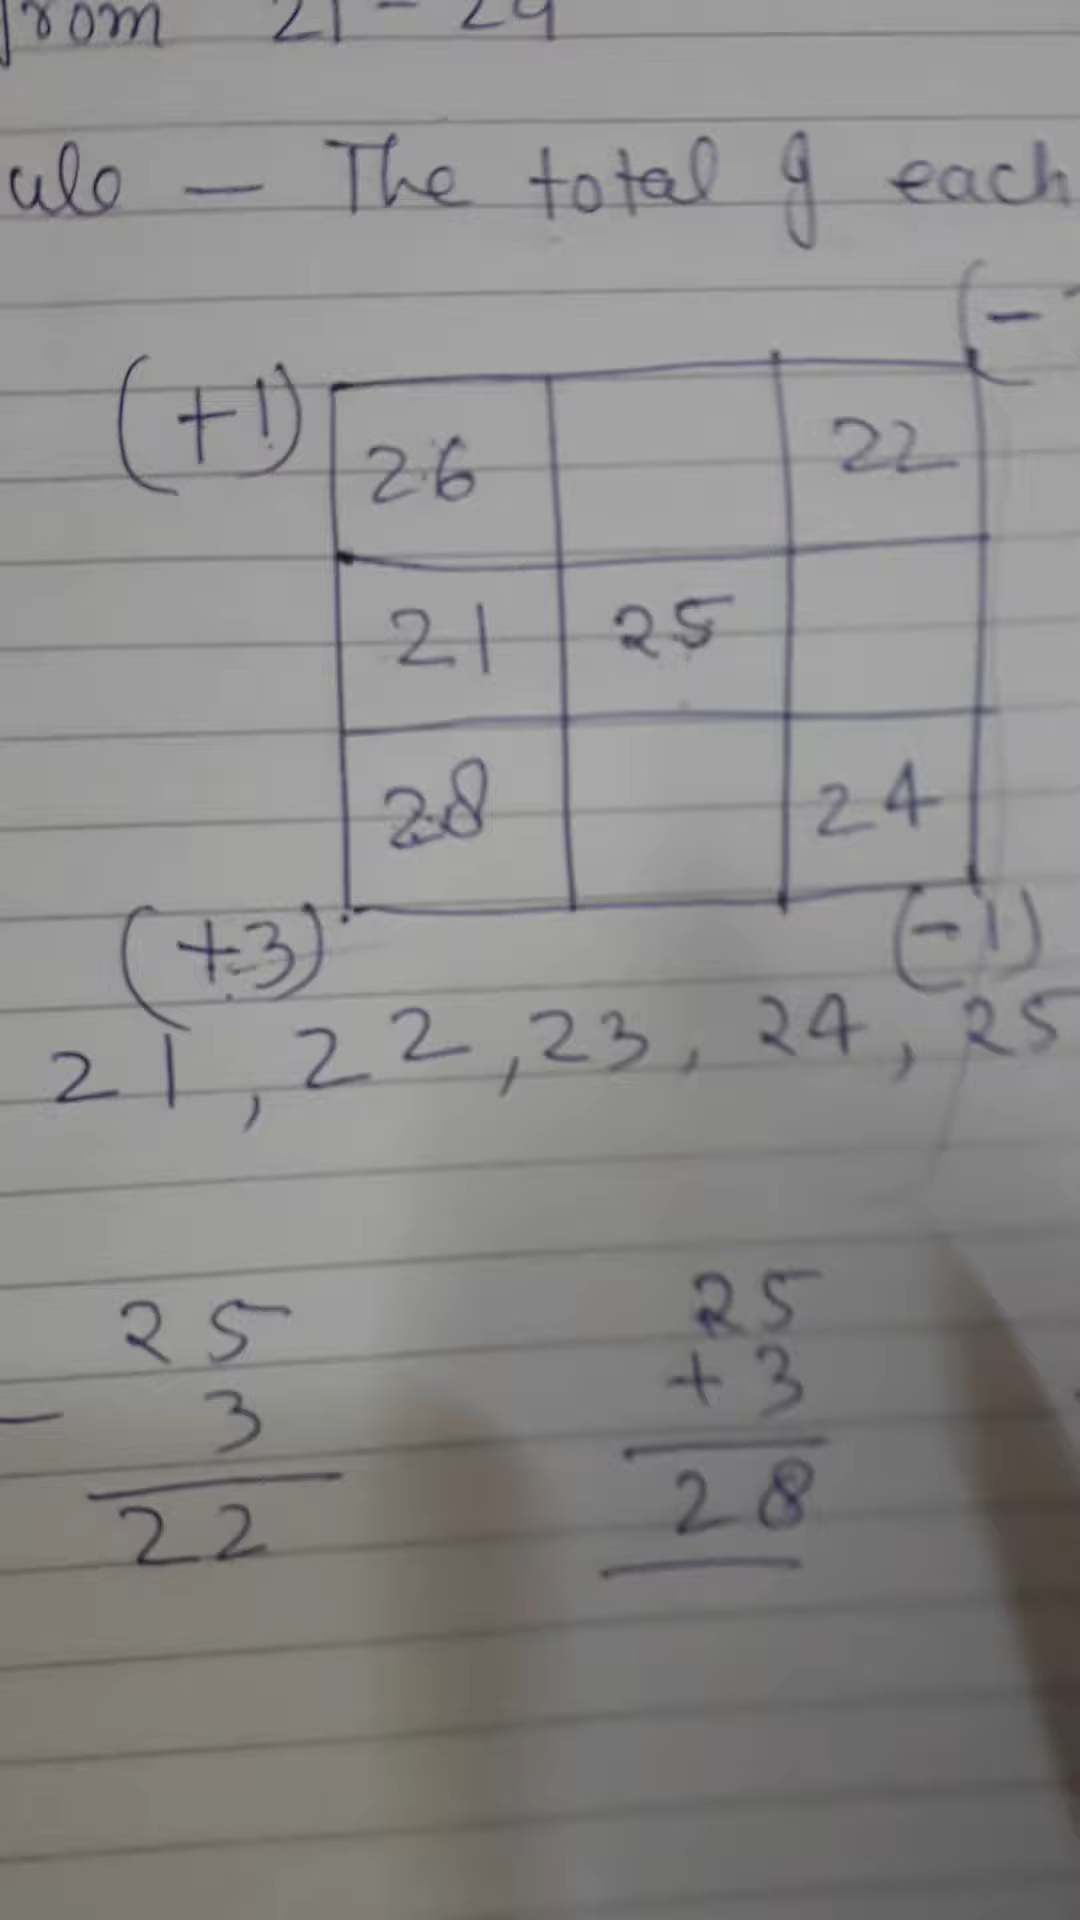 from 21 - 29
ule - The total of each
(-
(+1)
26 22
21 25
28 24
(+3) (-1)
21, 22, 23, 24, 25
25 25
- 3 + 3
22 28